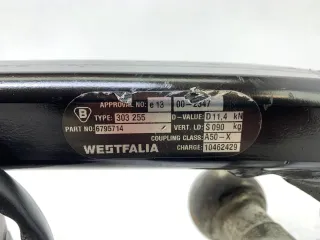 APPROVAL NO: e 13 00-2347
B TYPE: 303 255 D-VALUE: D 11,4 kN
PART NO: 6795714 / VERT. LD: S 090 kg
COUPLING CLASS: A50-X
WESTFALIA CHARGE: 10462429